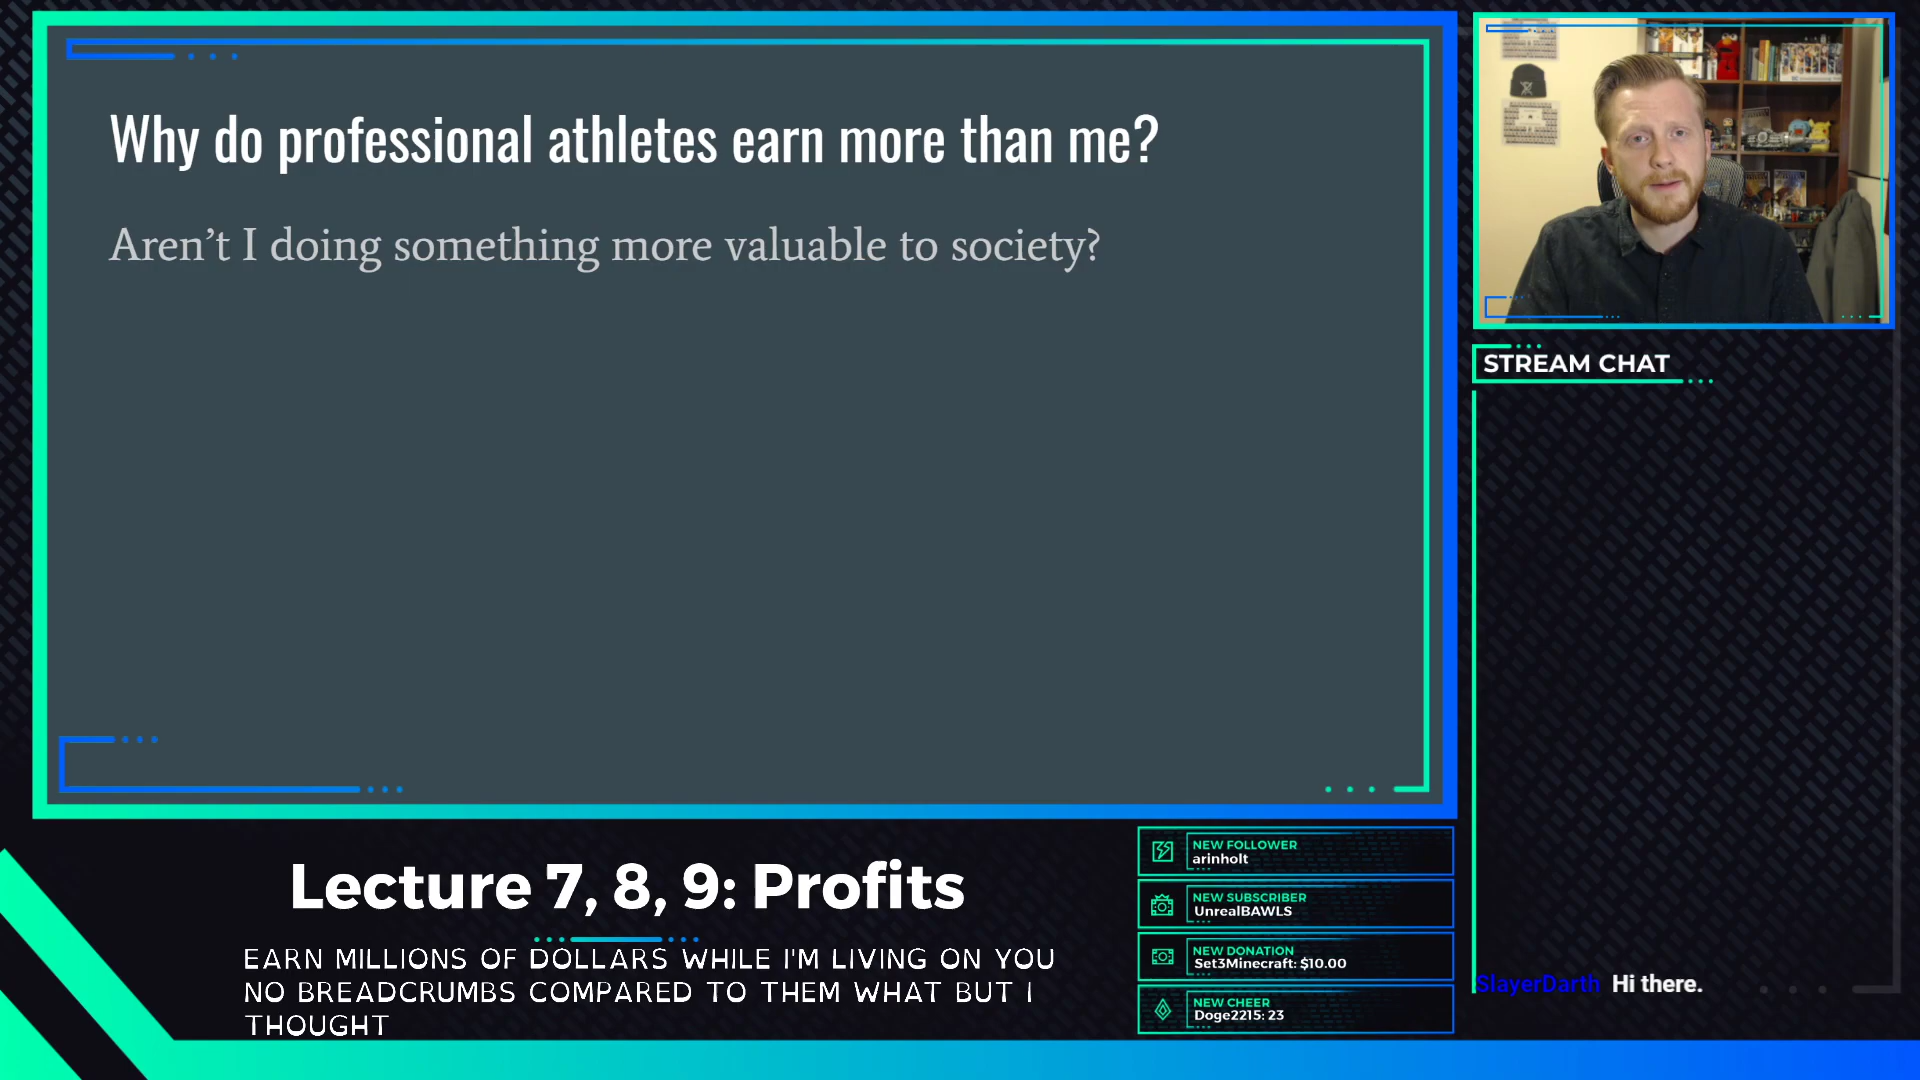 Why do professional athletes earn more than me?
Aren’t I doing something more valuable to society?
STREAM CHAT
Lecture 7, 8, 9: Profits
EARN MILLIONS OF DOLLARS WHILE I'M LIVING ON YOU
NO BREADCRUMBS COMPARED TO THEM WHAT BUT I
THOUGHT
NEW FOLLOWER
arinholt
NEW SUBSCRIBER
UnrealBAWLS
NEW DONATION
Set3Minecraft: $10.00
NEW CHEER
Doge2215: 23
SlayerDarth Hi there.